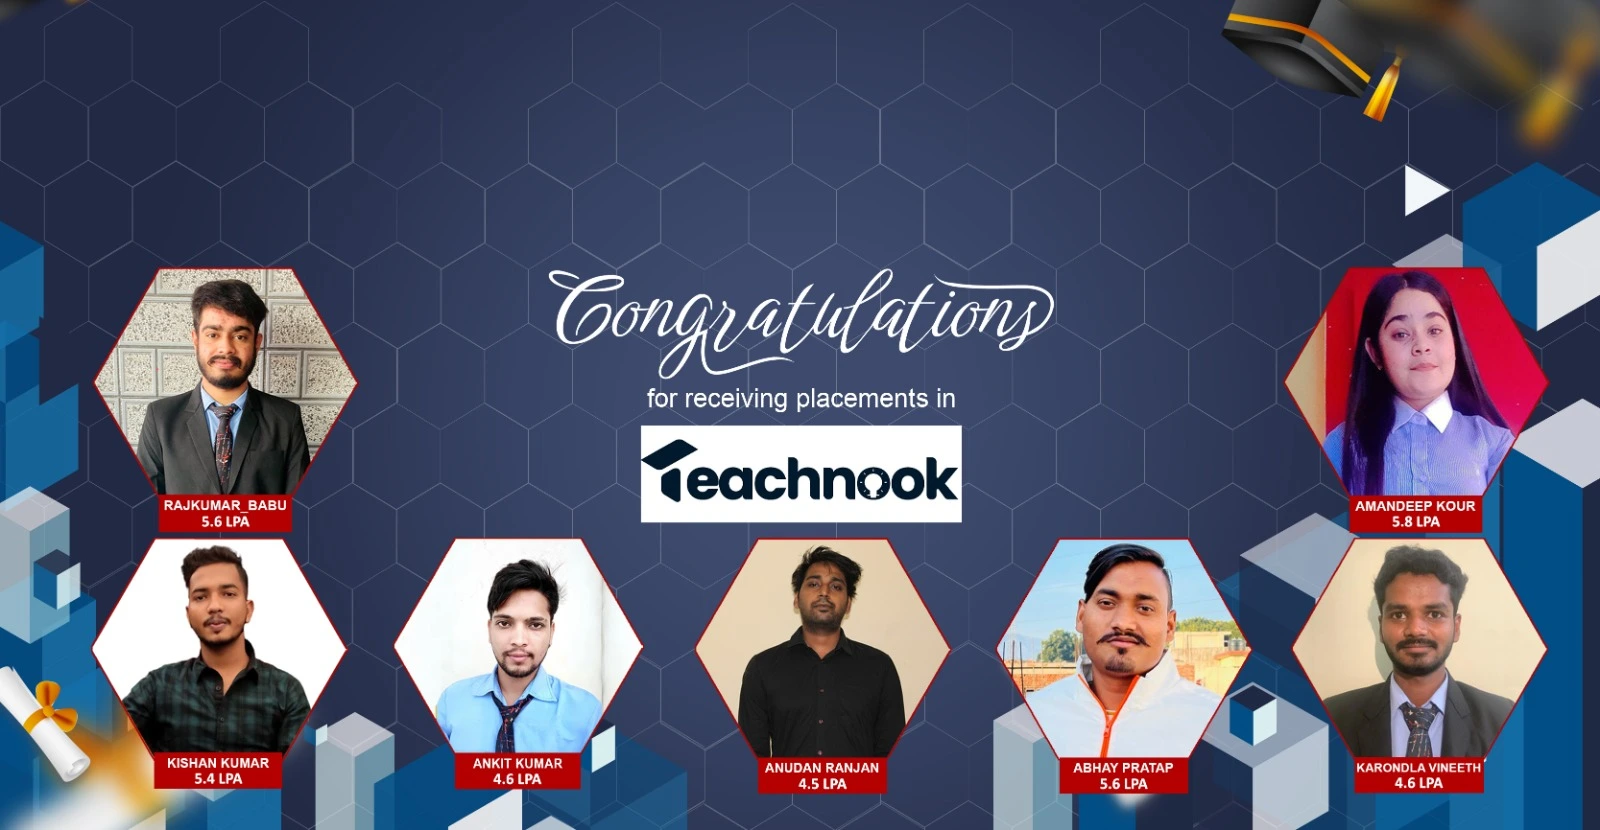 Congratulations
for receiving placements in
Teachnook
RAJKUMAR_BABU
5.6 LPA
AMANDEEP KOUR
5.8 LPA
KISHAN KUMAR
5.4 LPA
ANKIT KUMAR
4.6 LPA
ANUDAN RANJAN
4.5 LPA
ABHAY PRATAP
5.6 LPA
KARONDLA VINEETH
4.6 LPA